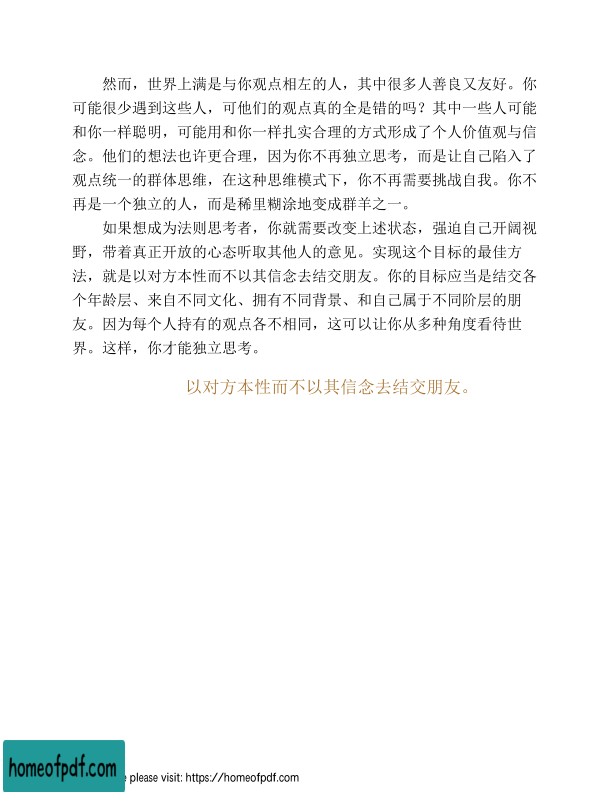 然而，世界上满是与你观点相左的人，其中很多人善良又友好。你
可能很少遇到这些人，可他们的观点真的全是错的吗？其中一些人可能
和你一样聪明，可能用和你一样扎实合理的方式形成了个人价值观与信
念。他们的想法也许更合理，因为你不再独立思考，而是让自己陷入了
观点统一的群体思维，在这种思维模式下，你不再需要挑战自我。你不
再是一个独立的人，而是稀里糊涂地变成群羊之一。
如果想成为法则思考者，你就需要改变上述状态，强迫自己开阔视
野，带着真正开放的心态听取其他人的意见。实现这个目标的最佳方
法，就是以对方本性而不以其信念去结交朋友。你的目标应当是结交各
个年龄层、来自不同文化、拥有不同背景、和自己属于不同阶层的朋
友。因为每个人持有的观点各不相同，这可以让你从多种角度看待世
界。这样，你才能独立思考。
以对方本性而不以其信念去结交朋友。
homeofpdf.com
e please visit: https://homeofpdf.com